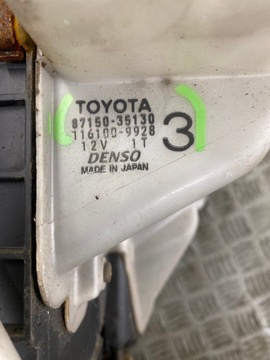 TOYOTA
87150-35130
116100-9928
12V 1T
3
DENSO
MADE IN JAPAN